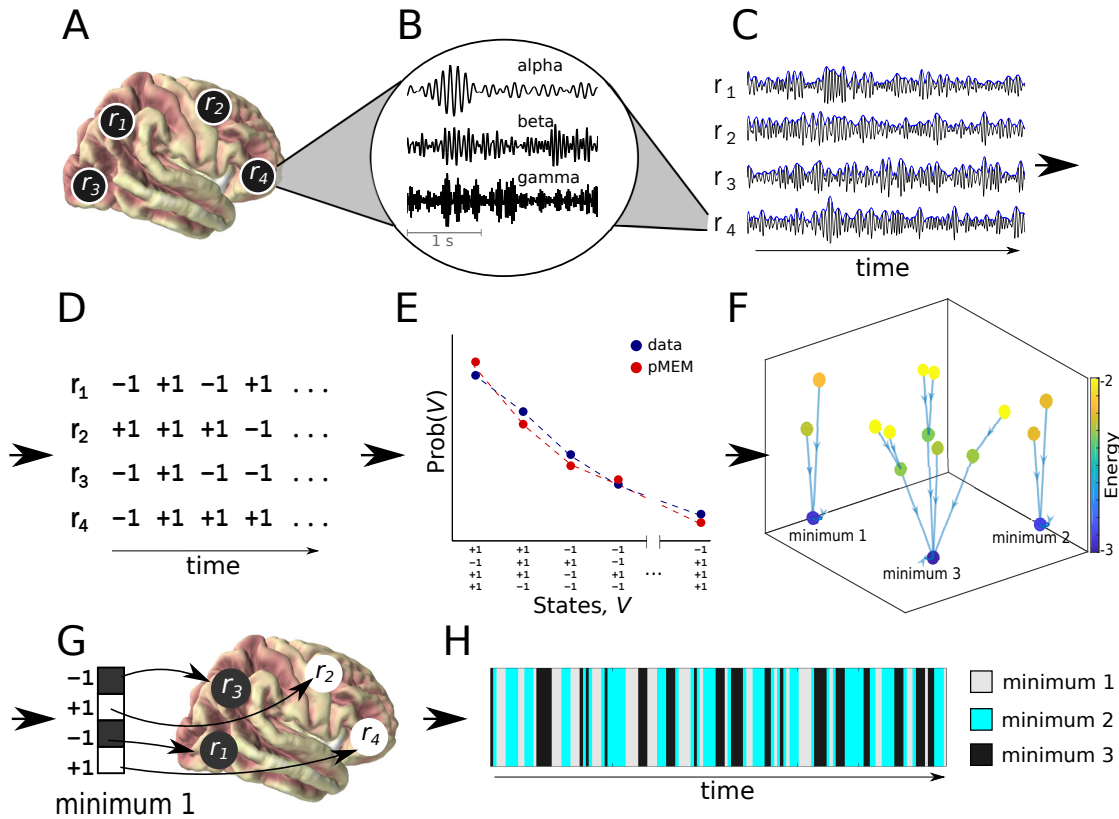 A
B
C
r1
r2
r3
r4
alpha
beta
gamma
1 s
r1
r2
r3
r4
time
D
E
F
r1 -1 +1 -1 +1 ...
r2 +1 +1 +1 -1 ...
r3 -1 +1 -1 -1 ...
r4 -1 +1 +1 +1 ...
time
Prob(V)
data
pMEM
+1 +1 -1 -1 -1
-1 +1 -1 +1 +1
+1 +1 +1 -1 ... +1
+1 -1 -1 -1 +1
States, V
minimum 1
minimum 2
minimum 3
-2
Energy
-3
G
H
-1
+1
-1
+1
r3
r2
r1
r4
minimum 1
time
minimum 1
minimum 2
minimum 3